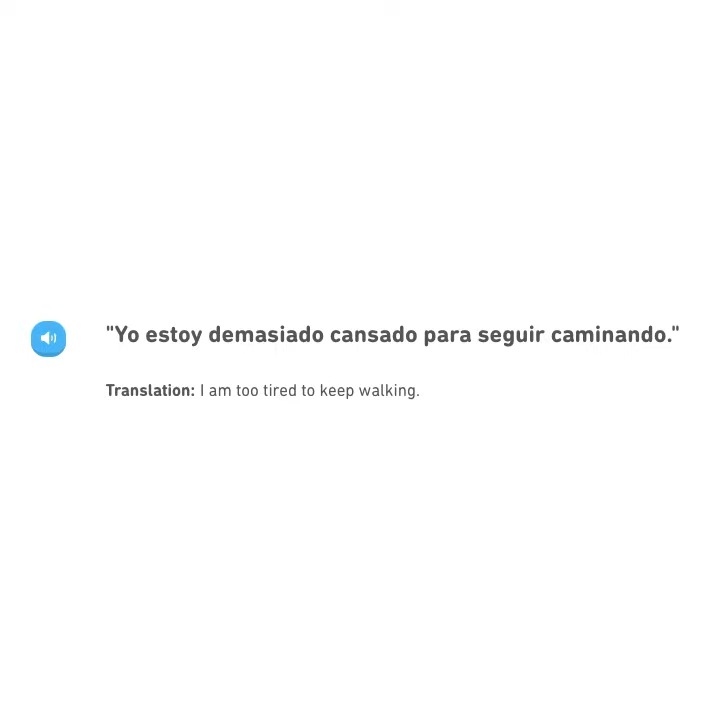 "Yo estoy demasiado cansado para seguir caminando."
Translation: I am too tired to keep walking.